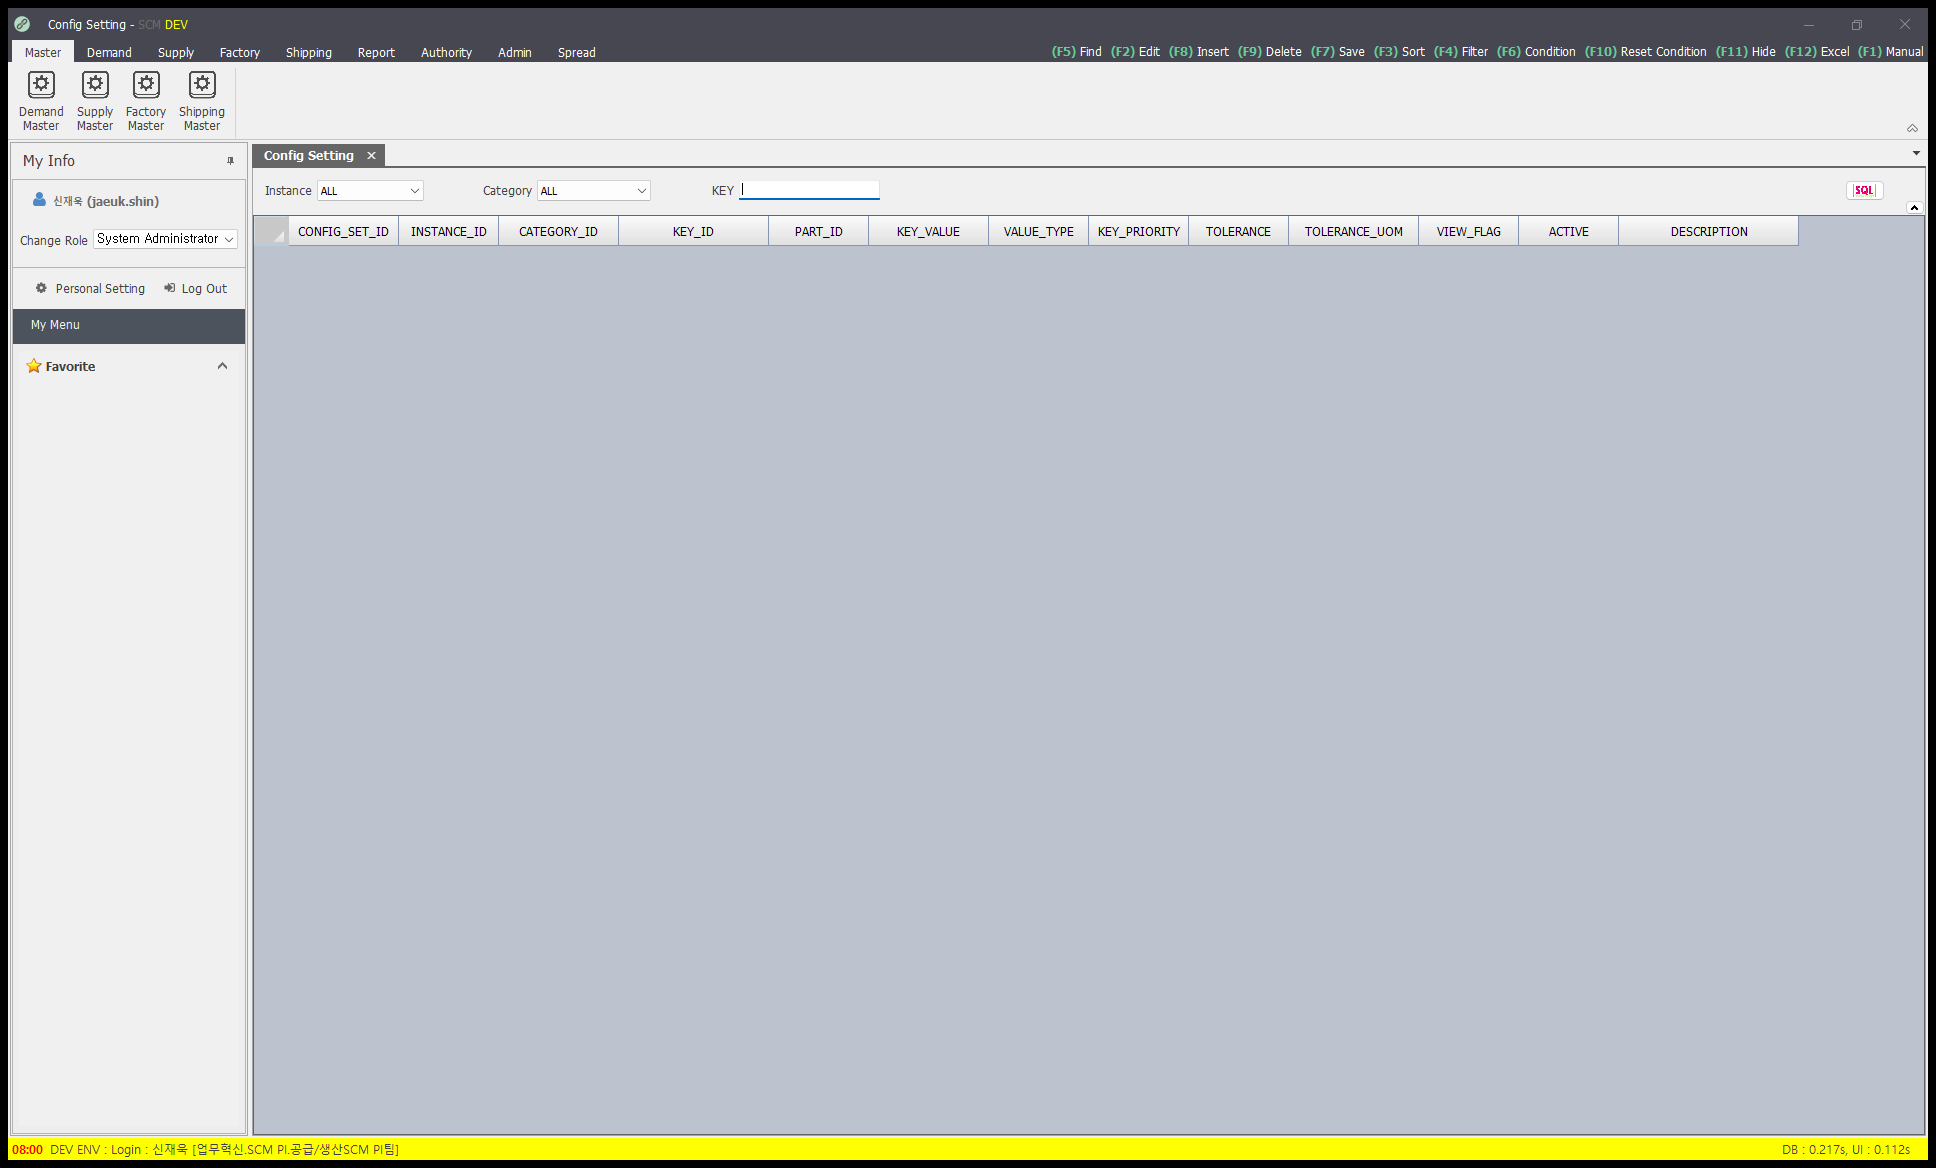 Config Setting - SCM DEV
Master Demand Supply Factory Shipping Report Authority Admin Spread
(F5) Find (F2) Edit (F8) Insert (F9) Delete (F7) Save (F3) Sort (F4) Filter (F6) Condition (F10) Reset Condition (F11) Hide (F12) Excel (F1) Manual
Demand Master
Supply Master
Factory Master
Shipping Master
My Info
신재욱 (jaeuk.shin)
Change Role System Administrator
Personal Setting Log Out
My Menu
Favorite
Config Setting
Instance ALL Category ALL KEY SQL
CONFIG_SET_ID INSTANCE_ID CATEGORY_ID KEY_ID PART_ID KEY_VALUE VALUE_TYPE KEY_PRIORITY TOLERANCE TOLERANCE_UOM VIEW_FLAG ACTIVE DESCRIPTION
08:00 DEV ENV : Login : 신재욱 [업무혁신.SCM PI.공급/생산SCM PI팀]
DB : 0.217s, UI : 0.112s